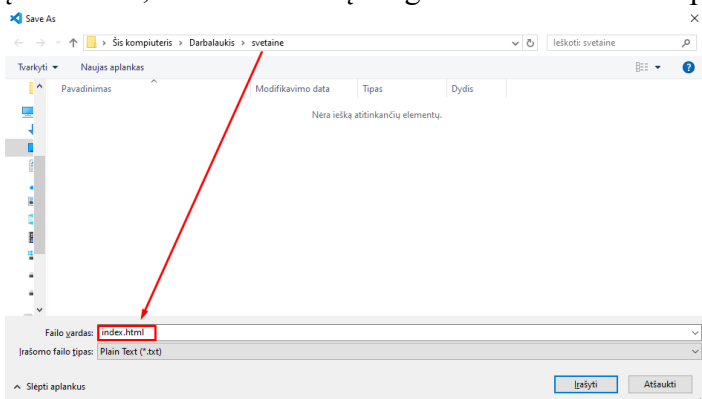 Save As
Šis kompiuteris › Darbalaukis › svetaine
Ieškoti: svetaine
Tvarkyti
Naujas aplankas
Pavadinimas
Modifikavimo data
Tipas
Dydis
Nėra iešką atitinkančių elementų.
Failo vardas: index.html
Įrašomo failo tipas: Plain Text (*.txt)
Slėpti aplankus
Įrašyti
Atšaukti